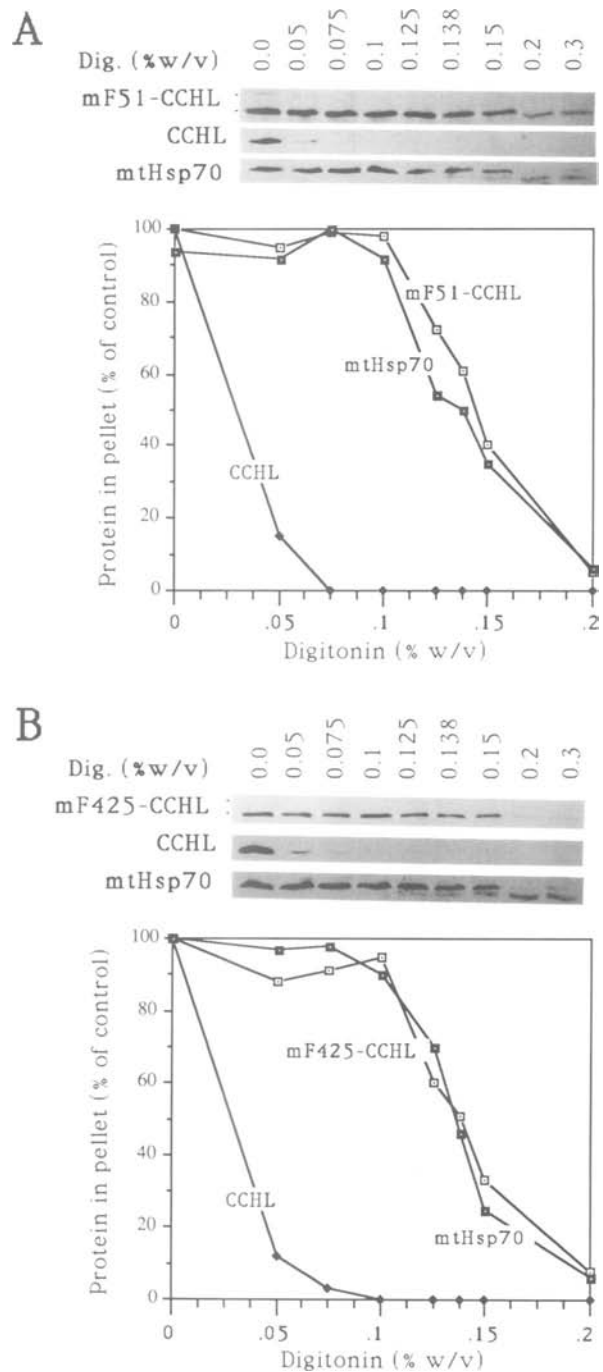 A
Dig. (%w/v) 0.0 0.05 0.075 0.1 0.125 0.138 0.15 0.2 0.3
mF51-CCHL
CCHL
mtHsp70
Protein in pellet (% of control)
100
80
60
40
20
0
mF51-CCHL
mtHsp70
CCHL
0 .05 .1 .15 .2
Digitonin (% w/v)
B
Dig. (%w/v) 0.0 0.05 0.075 0.1 0.125 0.138 0.15 0.2 0.3
mF425-CCHL
CCHL
mtHsp70
Protein in pellet (% of control)
100
80
60
40
20
0
mF425-CCHL
CCHL
mtHsp70
0 .05 .1 .15 .2
Digitonin (% w/v)